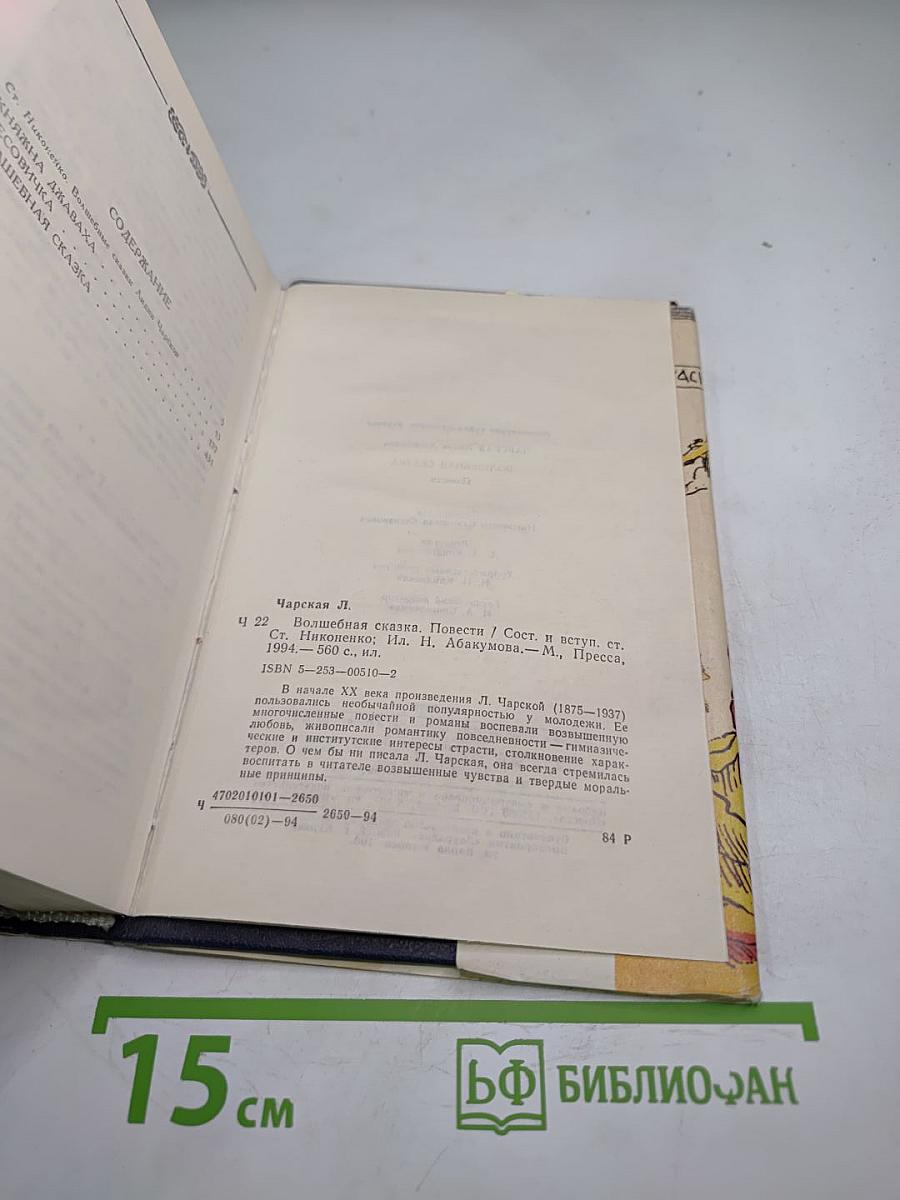 СОДЕРЖАНИЕ
Ст. Никоненко. Волшебные сказки Лидии Чарской
КНЯЖНА ДЖАВАХА
ЕСОВИЧКА
ШЕБНАЯ СКАЗКА
Чарская Л.
Ч 22 Волшебная сказка. Повести / Сост. и вступ. ст.
Ст. Никоненко; Ил. Н. Абакумова.— М., Пресса,
1994.— 560 с., ил.
ISBN 5—253—00510—2
В начале XX века произведения Л. Чарской (1875—1937)
пользовались необычайной популярностью у молодежи. Ее
многочисленные повести и романы воспевали возвышенную
любовь, живописали романтику повседневности — гимназиче-
ские и институтские интересы страсти, столкновение харак-
теров. О чем бы ни писала Л. Чарская, она всегда стремилась
воспитать в читателе возвышенные чувства и твердые мораль-
ные принципы.
Ч 4702010101—2650
080(02)—94
2650—94
84 Р
15 см
БФ БИБЛИОФАН